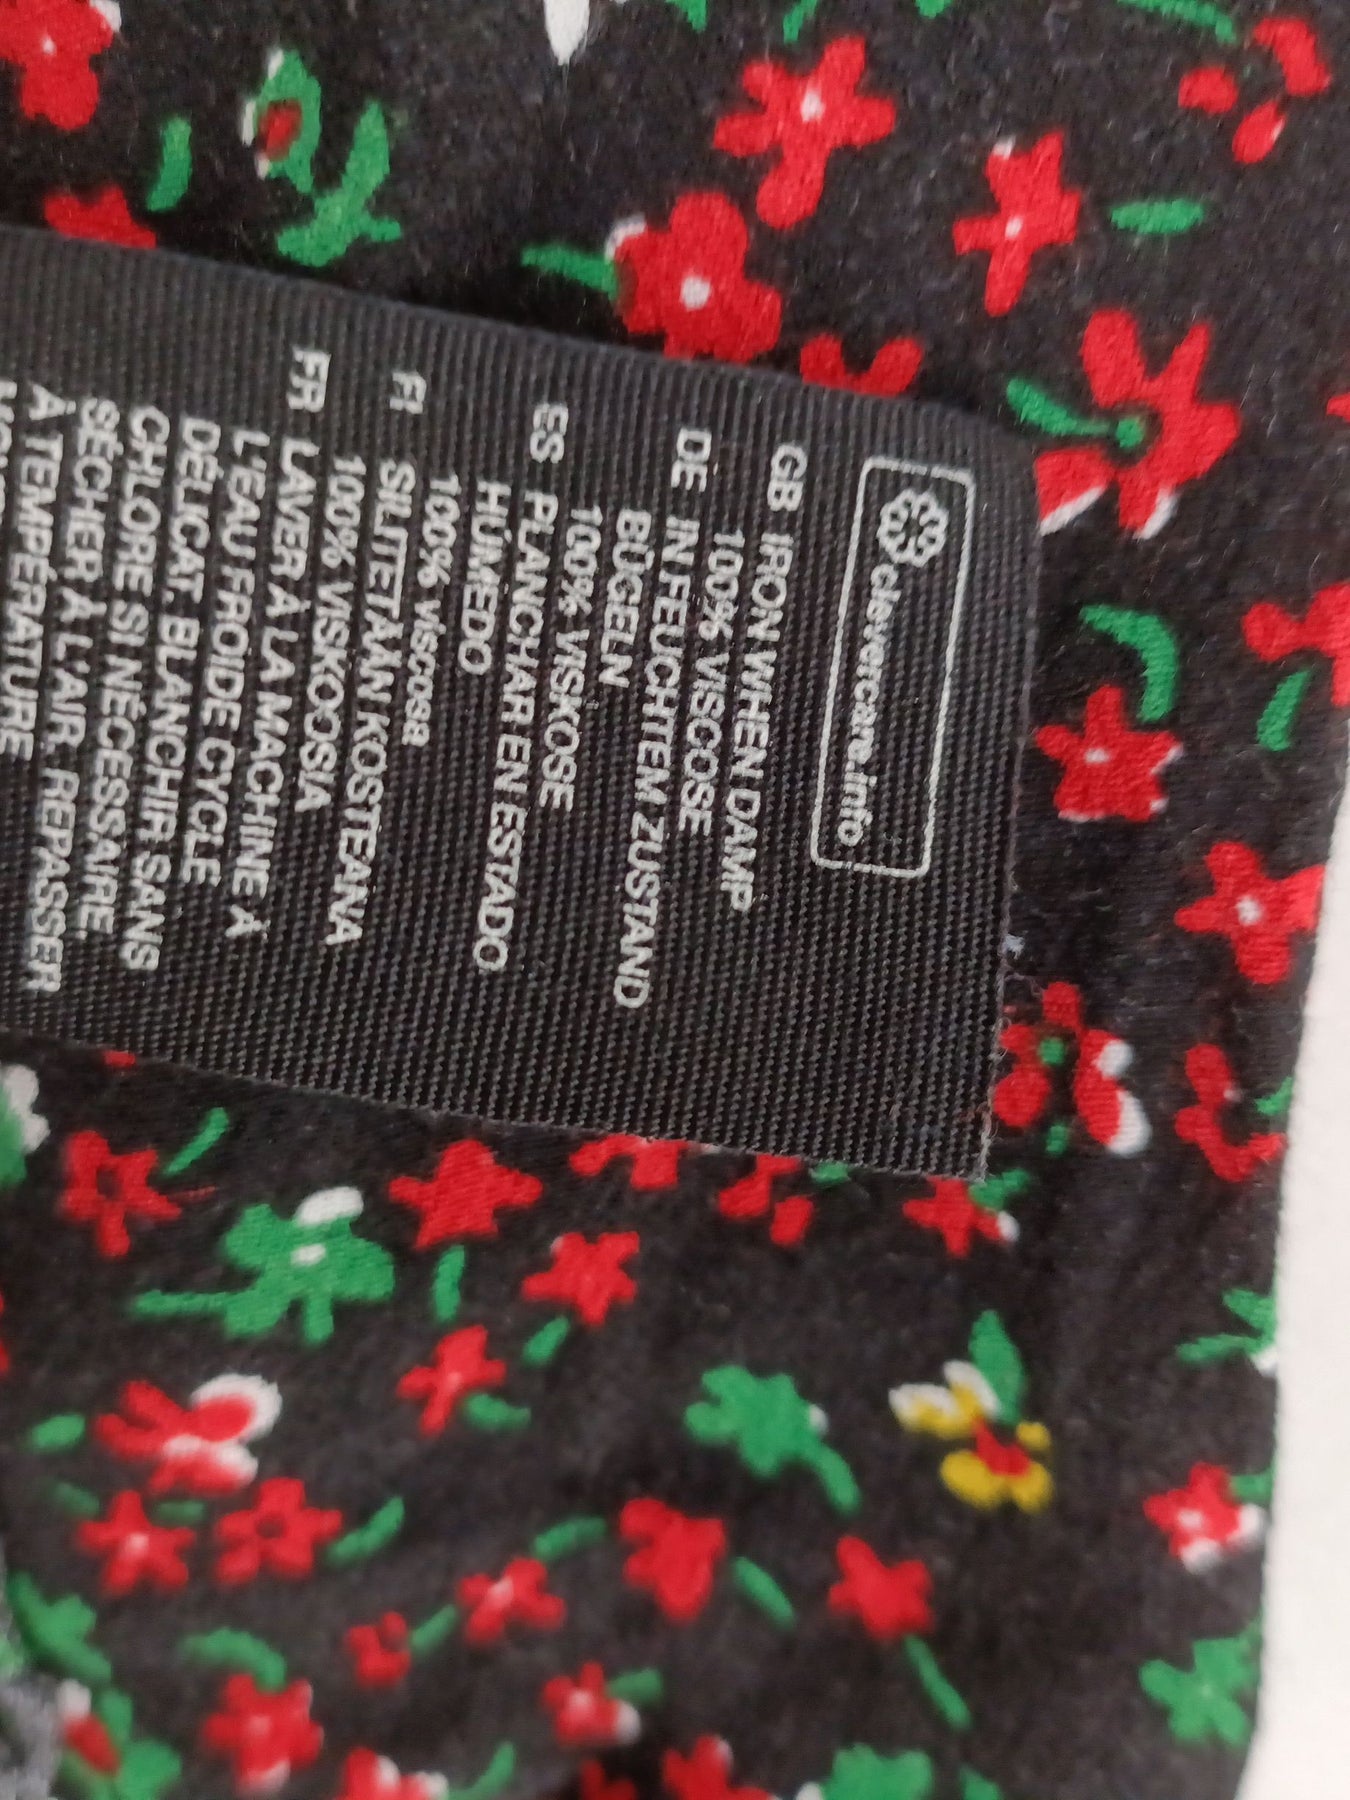 clevercare.info
GB IRON WHEN DAMP
100% VISCOSE
DE IN FEUCHTEM ZUSTAND
BÜGELN
100% VISKOSE
ES PLANCHAR EN ESTADO
HÚMEDO
100% viscosa
FI SILITETÄÄN KOSTEANA
100% VISKOOSIA
FR LAVER À LA MACHINE À
L'EAU FROIDE CYCLE
DÉLICAT. BLANCHIR SANS
CHLORE SI NÉCESSAIRE.
SÉCHER À L'AIR. REPASSER
À TEMPÉRATURE